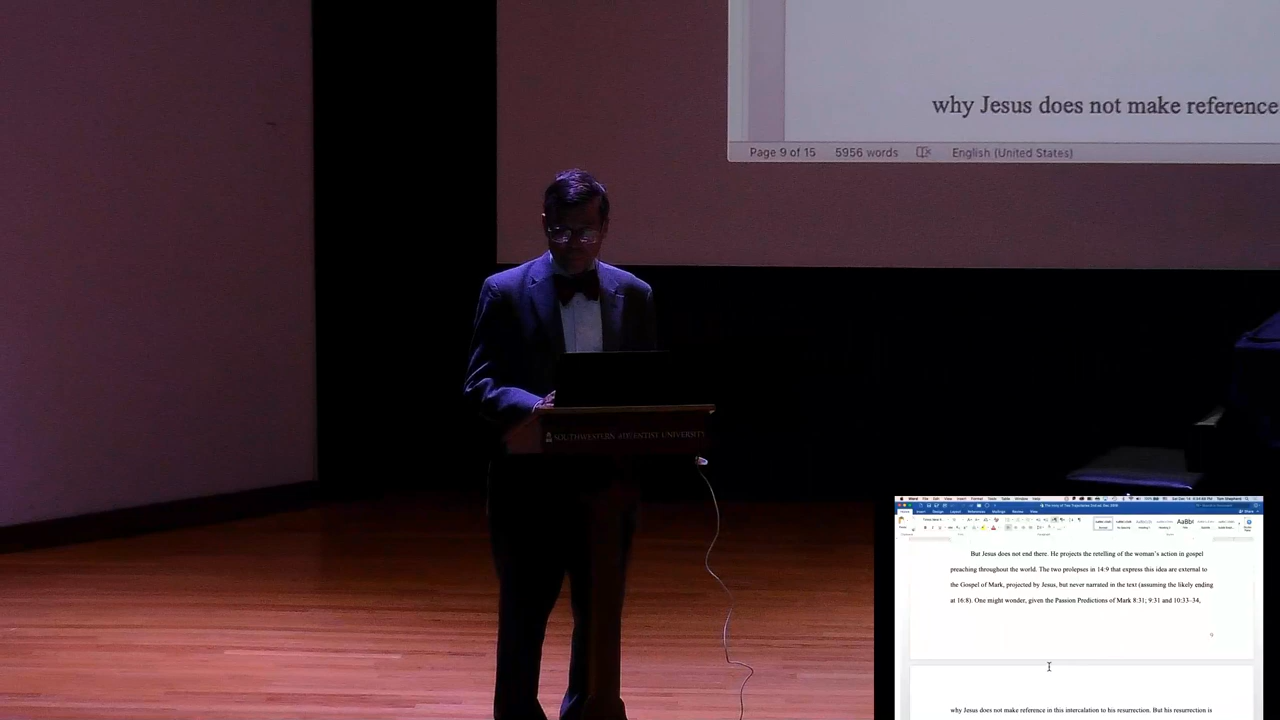 why Jesus does not make reference
Page 9 of 15 5956 words English (United States)
SOUTHWESTERN ADVENTIST UNIVERSITY
But Jesus does not end there. He projects the retelling of the woman's action in gospel
preaching throughout the world. The two prolepses in 14:9 that express this idea are external to
the Gospel of Mark, projected by Jesus, but never narrated in the text (assuming the likely ending
at 16:8). One might wonder, given the Passion Predictions of Mark 8:31; 9:31 and 10:33–34,
9
why Jesus does not make reference in this intercalation to his resurrection. But his resurrection is